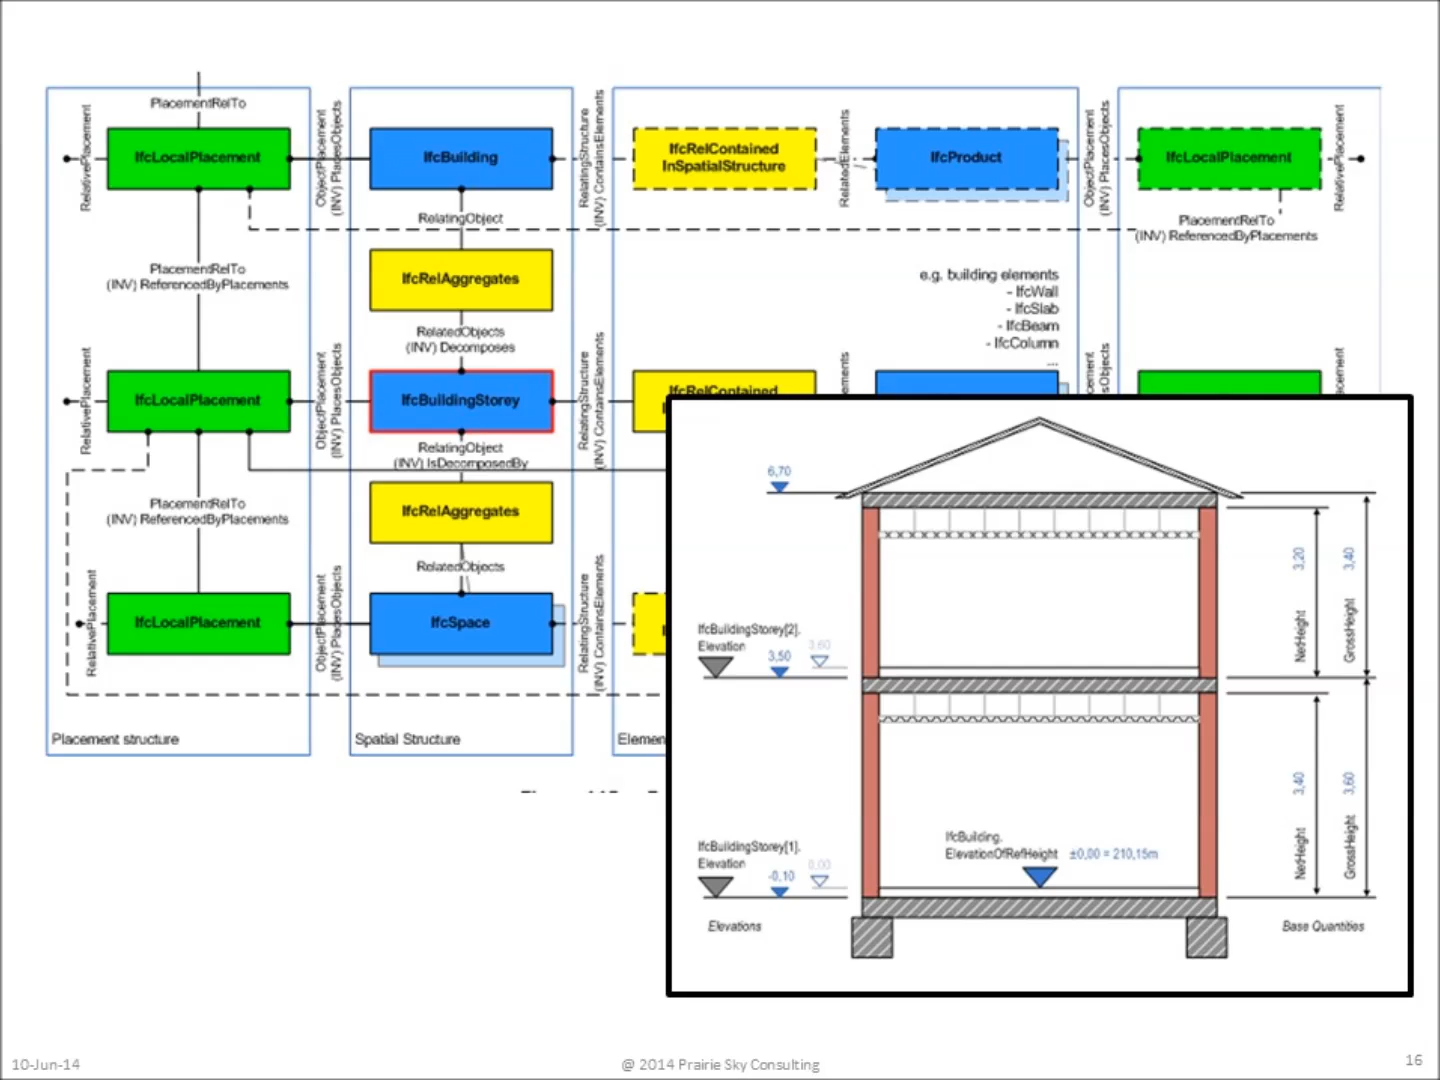 PlacementRelTo
RelativePlacement
IfcLocalPlacement
ObjectPlacement
(INV) PlacesObjects
IfcBuilding
RelatingStructure
(INV) ContainsElements
IfcRelContained
InSpatialStructure
RelatedElements
IfcProduct
ObjectPlacement
(INV) PlacesObjects
IfcLocalPlacement
RelativePlacement
RelatingObject
PlacementRelTo
(INV) ReferencedByPlacements
PlacementRelTo
(INV) ReferencedByPlacements
IfcRelAggregates
e.g. building elements
- IfcWall
- IfcSlab
- IfcBeam
- IfcColumn
...
RelatedObjects
(INV) Decomposes
RelativePlacement
IfcLocalPlacement
ObjectPlacement
(INV) PlacesObjects
IfcBuildingStorey
RelatingStructure
(INV) ContainsElements
IfcRelContained
RelatingObject
(INV) IsDecomposedBy
PlacementRelTo
(INV) ReferencedByPlacements
IfcRelAggregates
RelatedObjects
RelativePlacement
IfcLocalPlacement
ObjectPlacement
(INV) PlacesObjects
IfcSpace
RelatingStructure
(INV) ContainsElements
Placement structure
Spatial Structure
Elemen
6,70
3,20
3,40
NetHeight
GrossHeight
IfcBuildingStorey[2].
Elevation
3,50
3,60
3,40
3,60
NetHeight
GrossHeight
IfcBuildingStorey[1].
Elevation
-0,10
0,00
IfcBuilding.
ElevationOfRefHeight ±0,00 = 210,15m
Elevations
Base Quantities
10-Jun-14
@ 2014 Prairie Sky Consulting
16